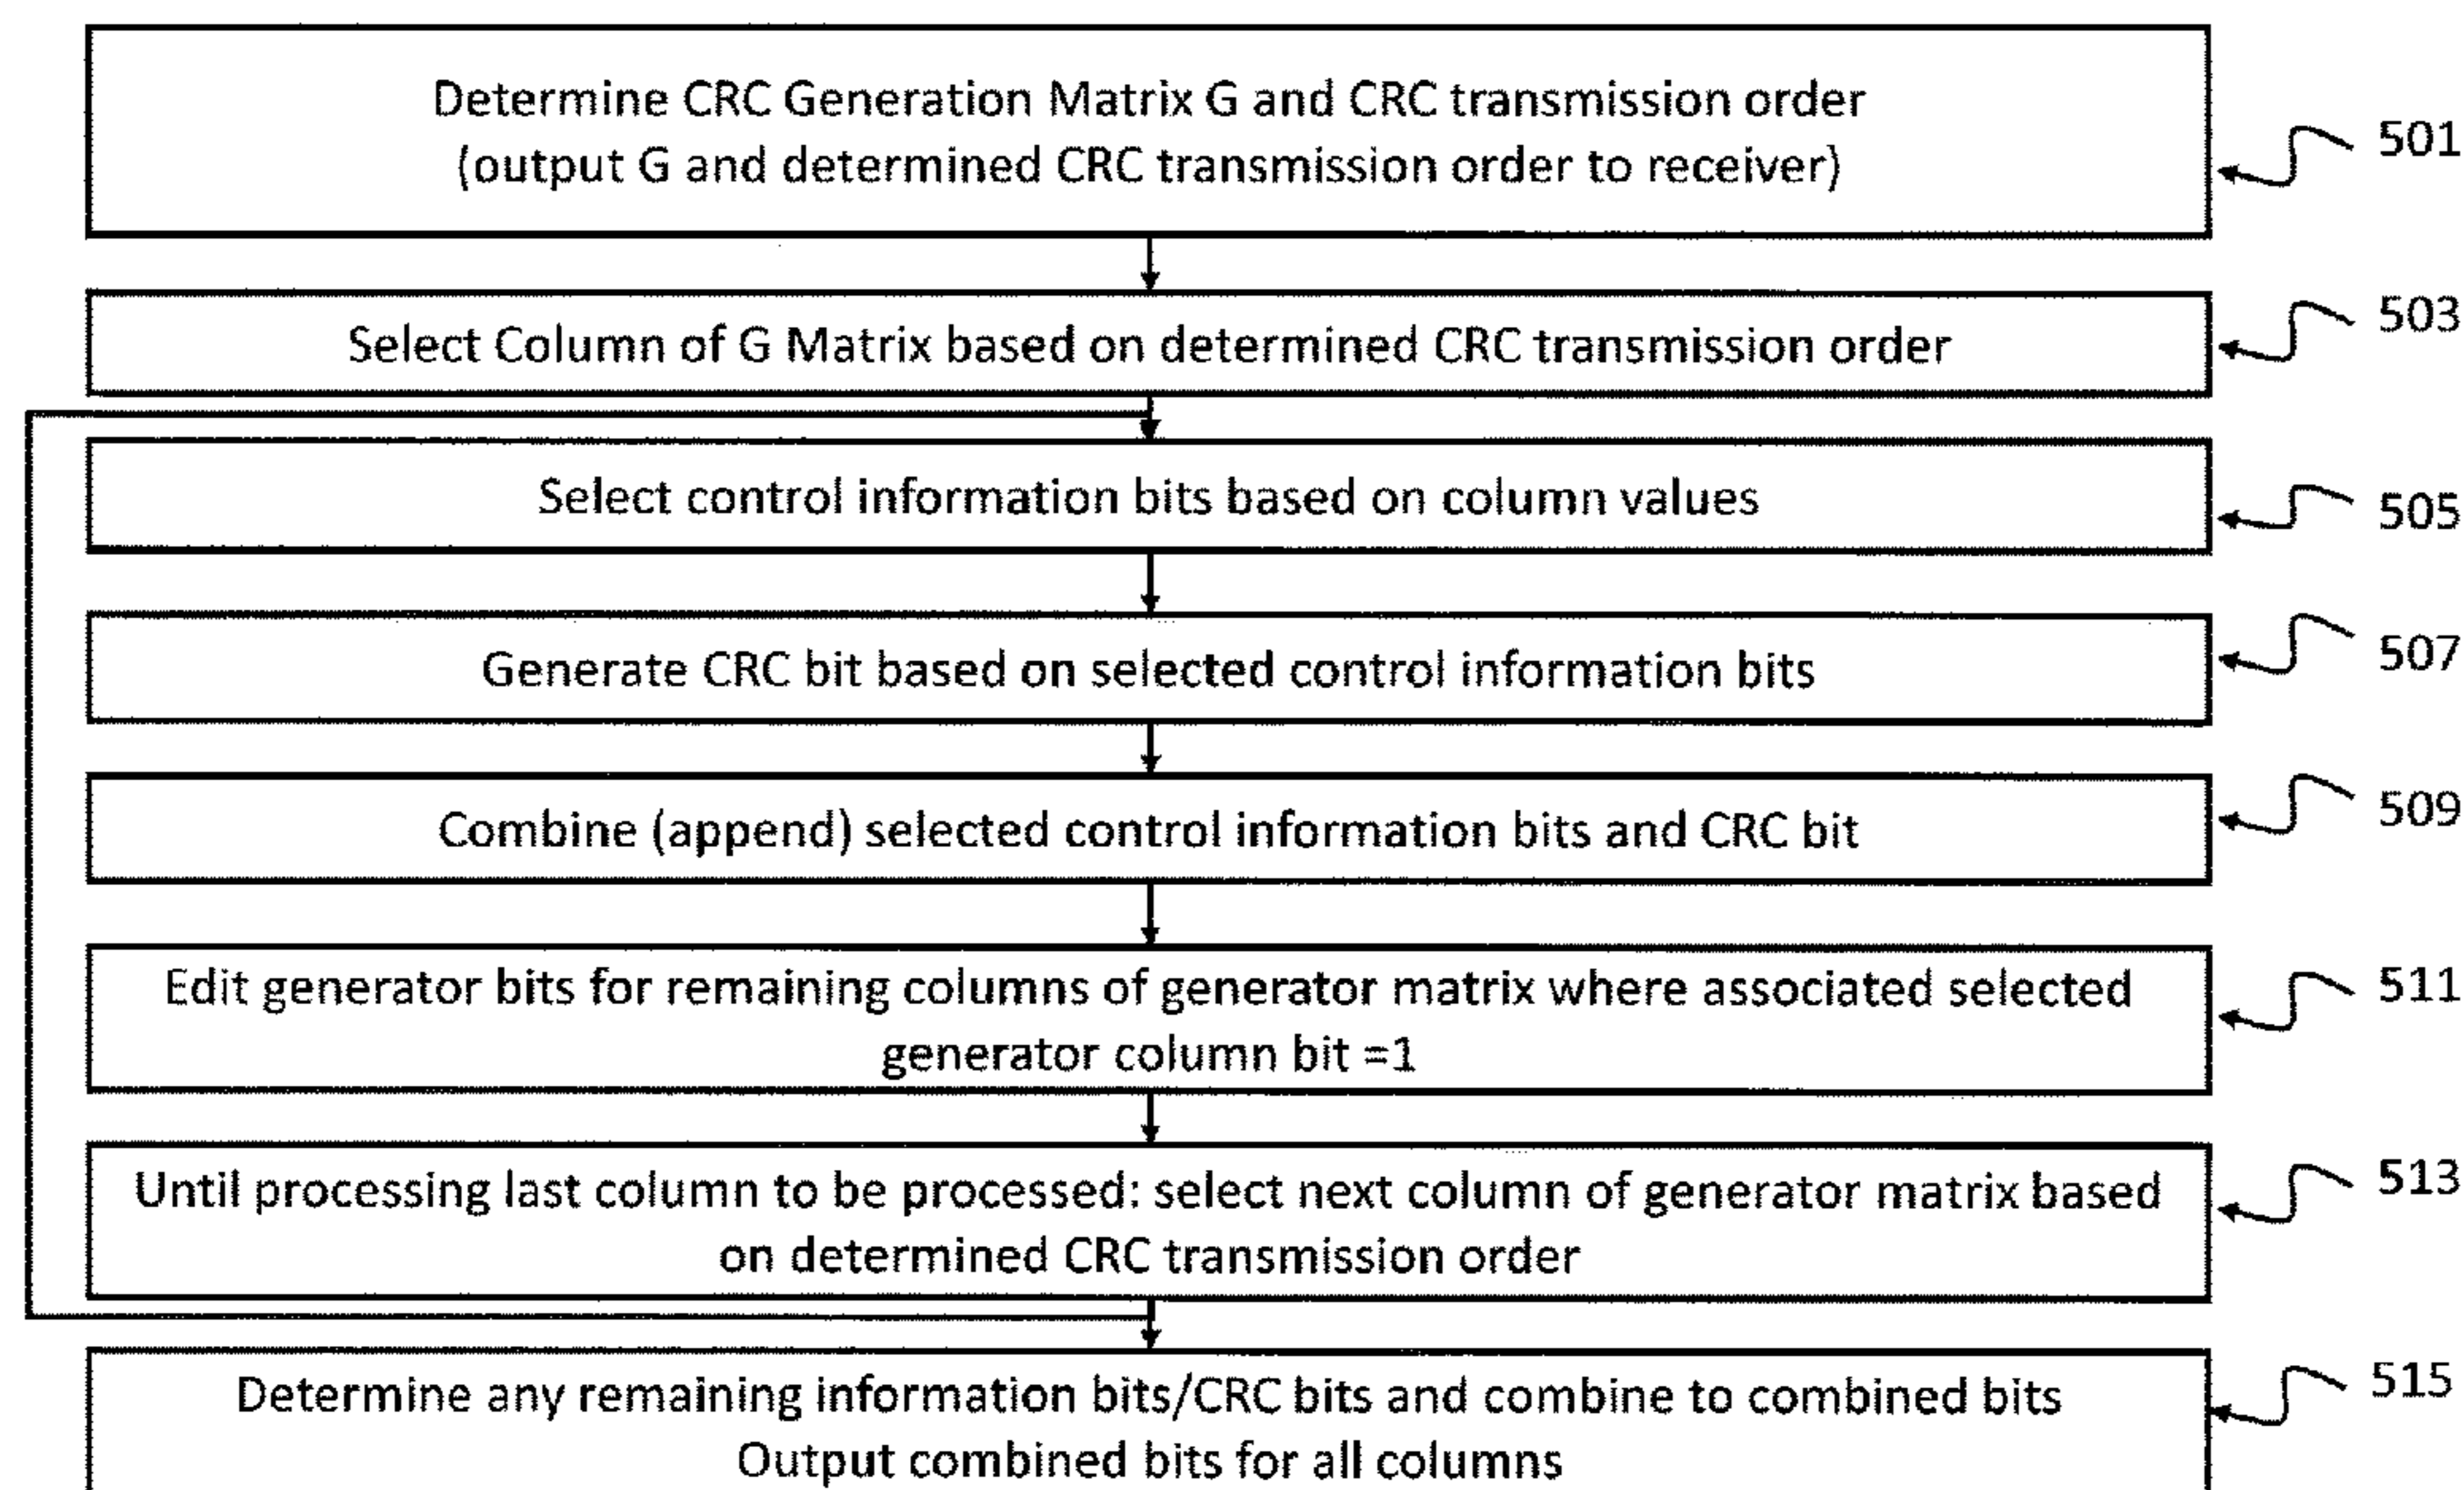 Determine CRC Generation Matrix G and CRC transmission order
(output G and determined CRC transmission order to receiver)
501
Select Column of G Matrix based on determined CRC transmission order
503
Select control information bits based on column values
505
Generate CRC bit based on selected control information bits
507
Combine (append) selected control information bits and CRC bit
509
Edit generator bits for remaining columns of generator matrix where associated selected
generator column bit =1
511
Until processing last column to be processed: select next column of generator matrix based
on determined CRC transmission order
513
Determine any remaining information bits/CRC bits and combine to combined bits
Output combined bits for all columns
515